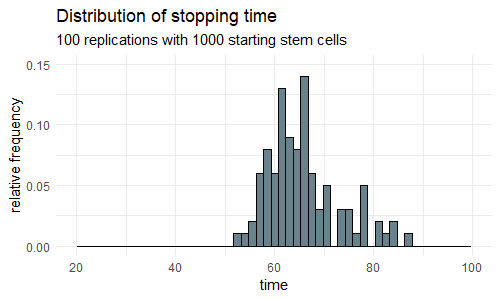 Distribution of stopping time
100 replications with 1000 starting stem cells
0.15
0.10
0.05
0.00
relative frequency
20 40 60 80 100
time